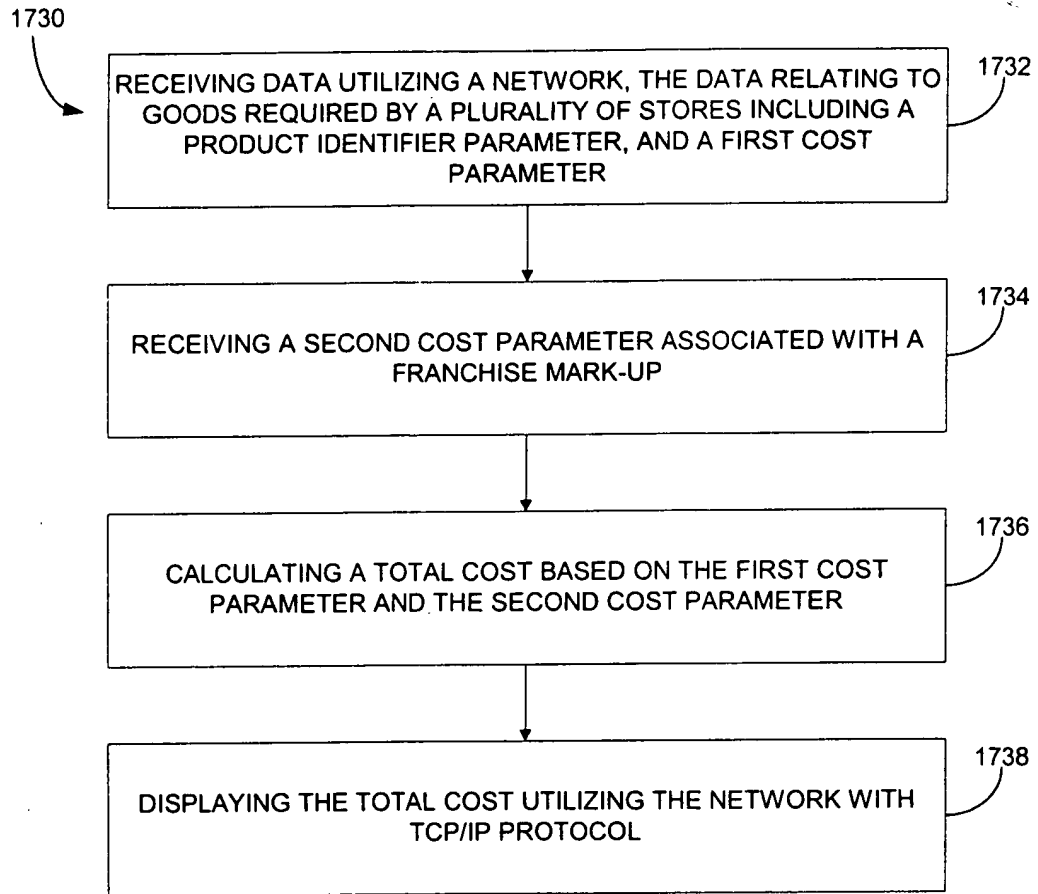 1730
RECEIVING DATA UTILIZING A NETWORK, THE DATA RELATING TO
GOODS REQUIRED BY A PLURALITY OF STORES INCLUDING A
PRODUCT IDENTIFIER PARAMETER, AND A FIRST COST
PARAMETER
1732
RECEIVING A SECOND COST PARAMETER ASSOCIATED WITH A
FRANCHISE MARK-UP
1734
CALCULATING A TOTAL COST BASED ON THE FIRST COST
PARAMETER AND THE SECOND COST PARAMETER
1736
DISPLAYING THE TOTAL COST UTILIZING THE NETWORK WITH
TCP/IP PROTOCOL
1738